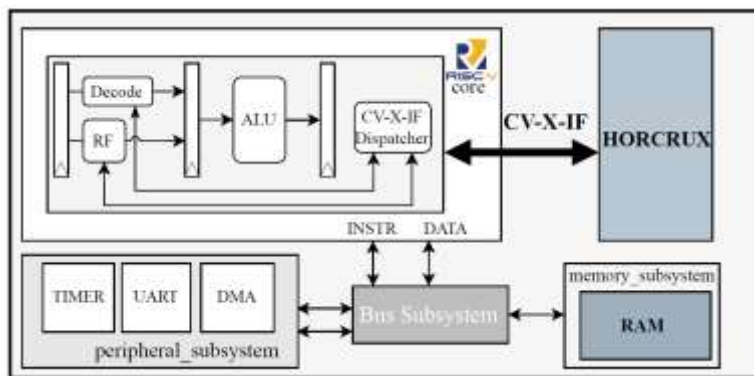 RISC-V
core
Decode
RF
ALU
CV-X-IF
Dispatcher
CV-X-IF
HORCRUX
INSTR
DATA
TIMER
UART
DMA
peripheral_subsystem
Bus Subsystem
memory_subsystem
RAM